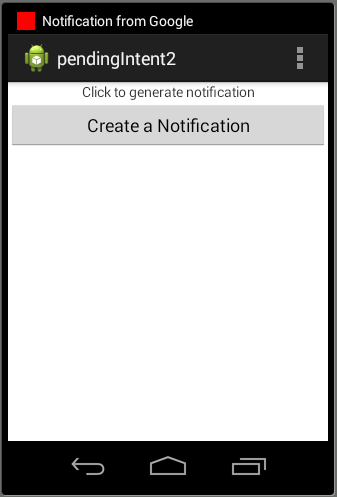 Notification from Google
pendingIntent2
Click to generate notification
Create a Notification